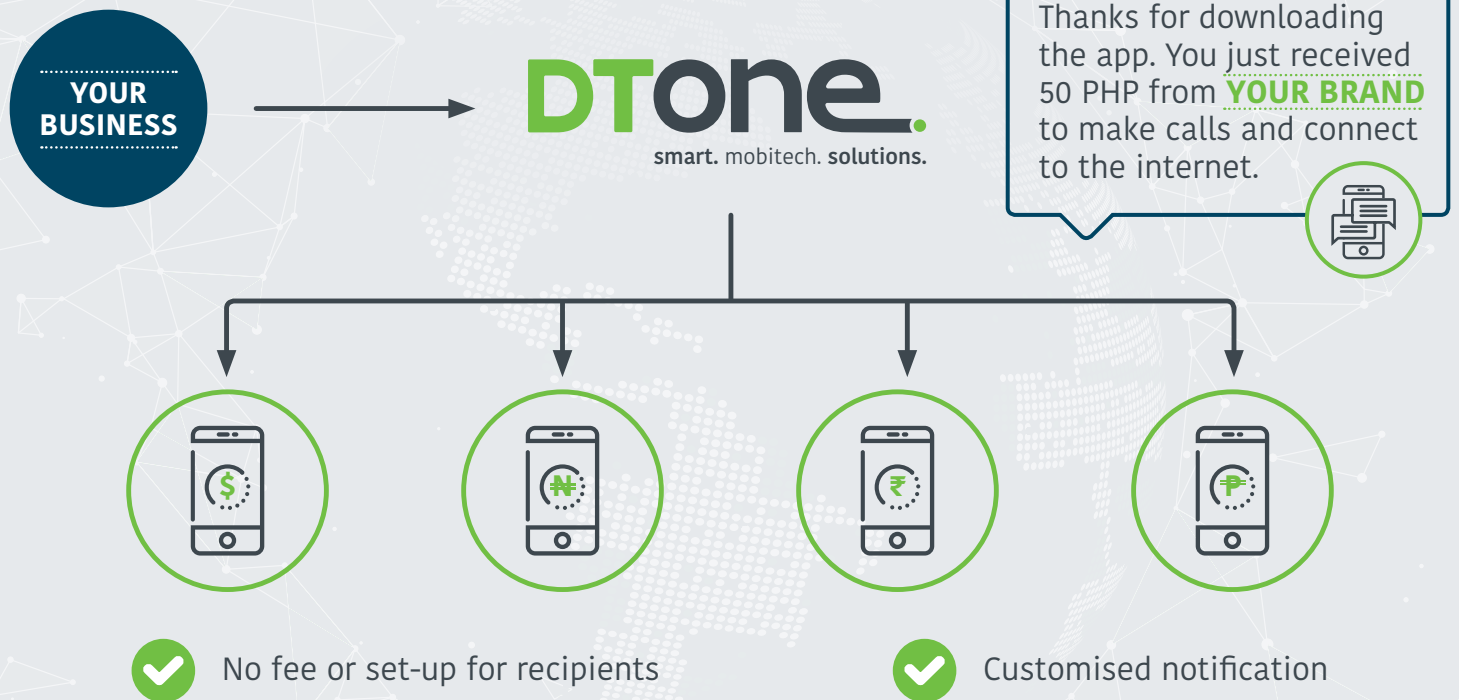 YOUR
BUSINESS
DTone.
smart. mobitech. solutions.
Thanks for downloading
the app. You just received
50 PHP from YOUR BRAND
to make calls and connect
to the internet.
$
₦
₹
₱
No fee or set-up for recipients
Customised notification